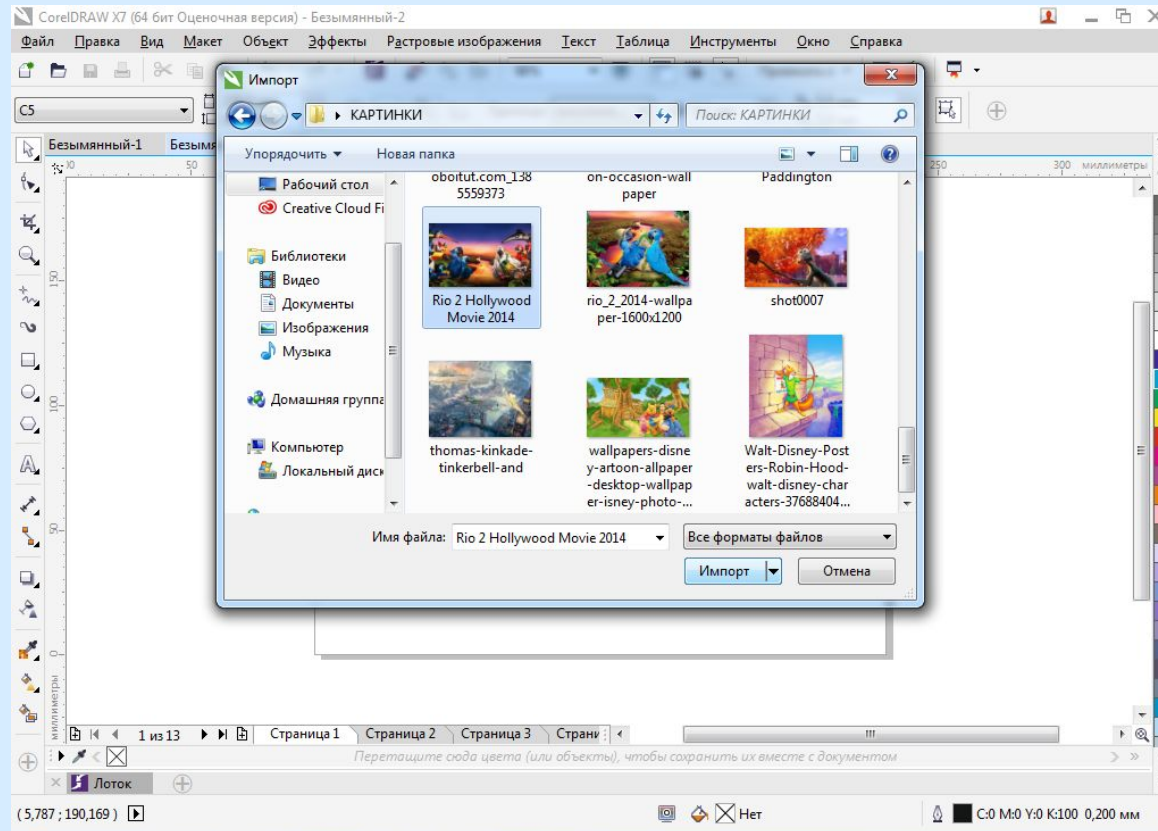 CorelDRAW X7 (64 бит Оценочная версия) - Безымянный-2
Файл Правка Вид Макет Объект Эффекты Растровые изображения Текст Таблица Инструменты Окно Справка
Импорт
C5
КАРТИНКИ
Поиск: КАРТИНКИ
Безымянный-1
Упорядочить
Новая папка
50
250
300
миллиметры
Рабочий стол
Creative Cloud Fi
Библиотеки
Видео
Документы
Изображения
Музыка
Домашняя группа
Компьютер
Локальный диск
oboitut.com_138
5559373
on-occasion-wall
paper
Paddington
Rio 2 Hollywood
Movie 2014
rio_2_2014-wallpa
per-1600x1200
shot0007
thomas-kinkade-
tinkerbell-and
wallpapers-disne
y-artoon-allpaper
-desktop-wallpap
er-isney-photo-...
Walt-Disney-Post
ers-Robin-Hood-
walt-disney-char
acters-37688404...
Имя файла: Rio 2 Hollywood Movie 2014
Все форматы файлов
Импорт
Отмена
150
100
50
0
миллиметры
1 из 13
Страница 1
Страница 2
Страница 3
Перетащите сюда цвета (или объекты), чтобы сохранить их вместе с документом
Лоток
( 5,787 ; 190,169 )
Нет
C:0 M:0 Y:0 K:100 0,200 мм